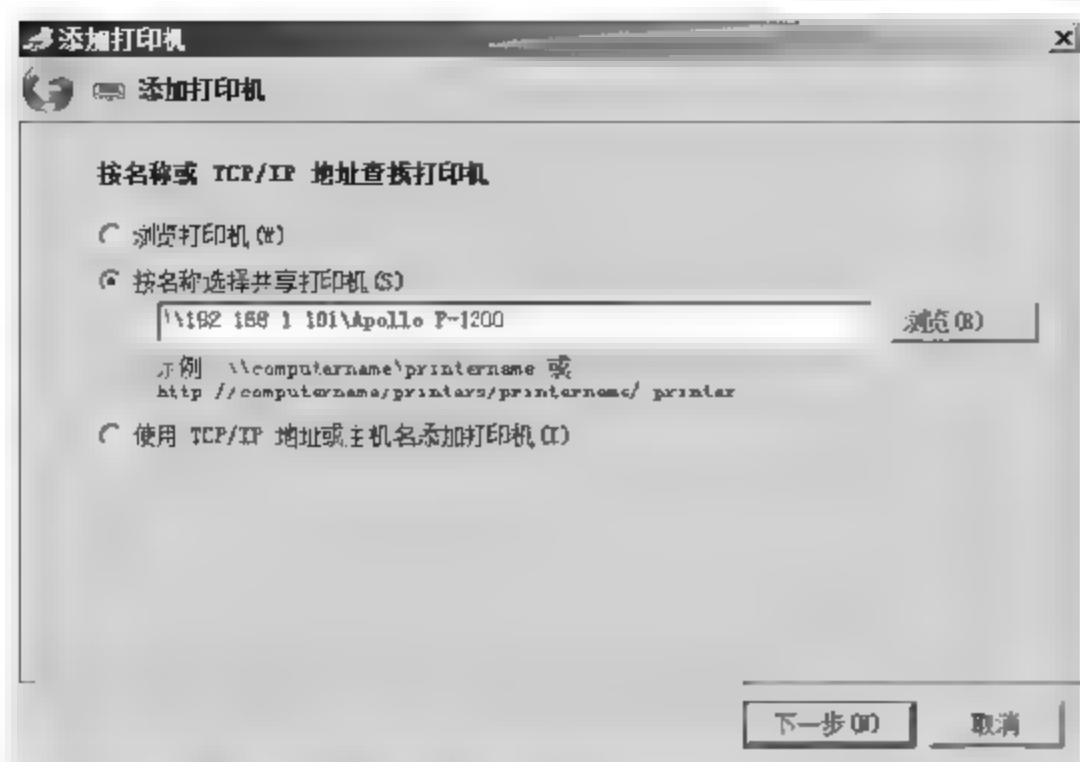 添加打印机
添加打印机
按名称或 TCP/IP 地址查找打印机
浏览打印机(W)
按名称选择共享打印机(S)
\\192 168 1 101\Apollo P-1200
浏览(R)
示例 \\computername\printername 或
http //computername/printers/printername/ printer
使用 TCP/IP 地址或主机名添加打印机(I)
下一步(N)
取消